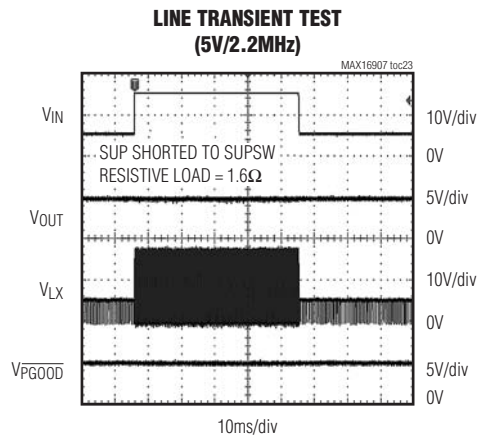 LINE TRANSIENT TEST
(5V/2.2MHz)
MAX16907 toc23
T
VIN
10V/div
0V
SUP SHORTED TO SUPSW
RESISTIVE LOAD = 1.6Ω
5V/div
VOUT
0V
10V/div
VLX
0V
VPGOOD
5V/div
0V
10ms/div